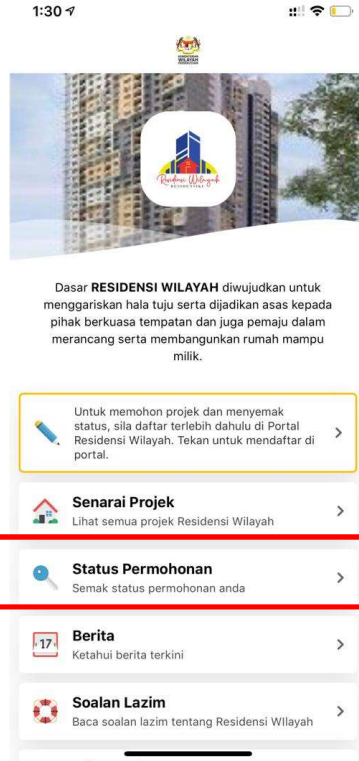 1:30
Residensi Wilayah
Dasar RESIDENSI WILAYAH diwujudkan untuk
menggariskan hala tuju serta dijadikan asas kepada
pihak berkuasa tempatan dan juga pemaju dalam
merancang serta membangunkan rumah mampu
milik.
Untuk memohon projek dan menyemak
status, sila daftar terlebih dahulu di Portal
Residensi Wilayah. Tekan untuk mendaftar di
portal.
Senarai Projek
Lihat semua projek Residensi Wilayah
Status Permohonan
Semak status permohonan anda
17
Berita
Ketahui berita terkini
Soalan Lazim
Baca soalan lazim tentang Residensi WIlayah